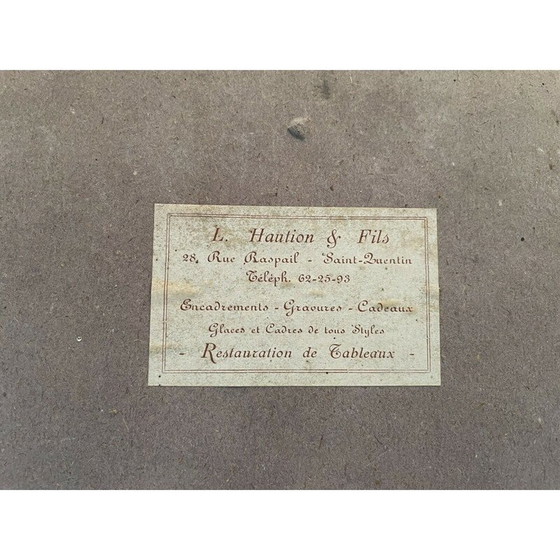 L. Haution & Fils
28, Rue Raspail - Saint-Quentin
Téléph. 62-25-93
Encadrements - Gravures - Cadeaux
Glaces et Cadres de tous Styles
- Restauration de Tableaux -